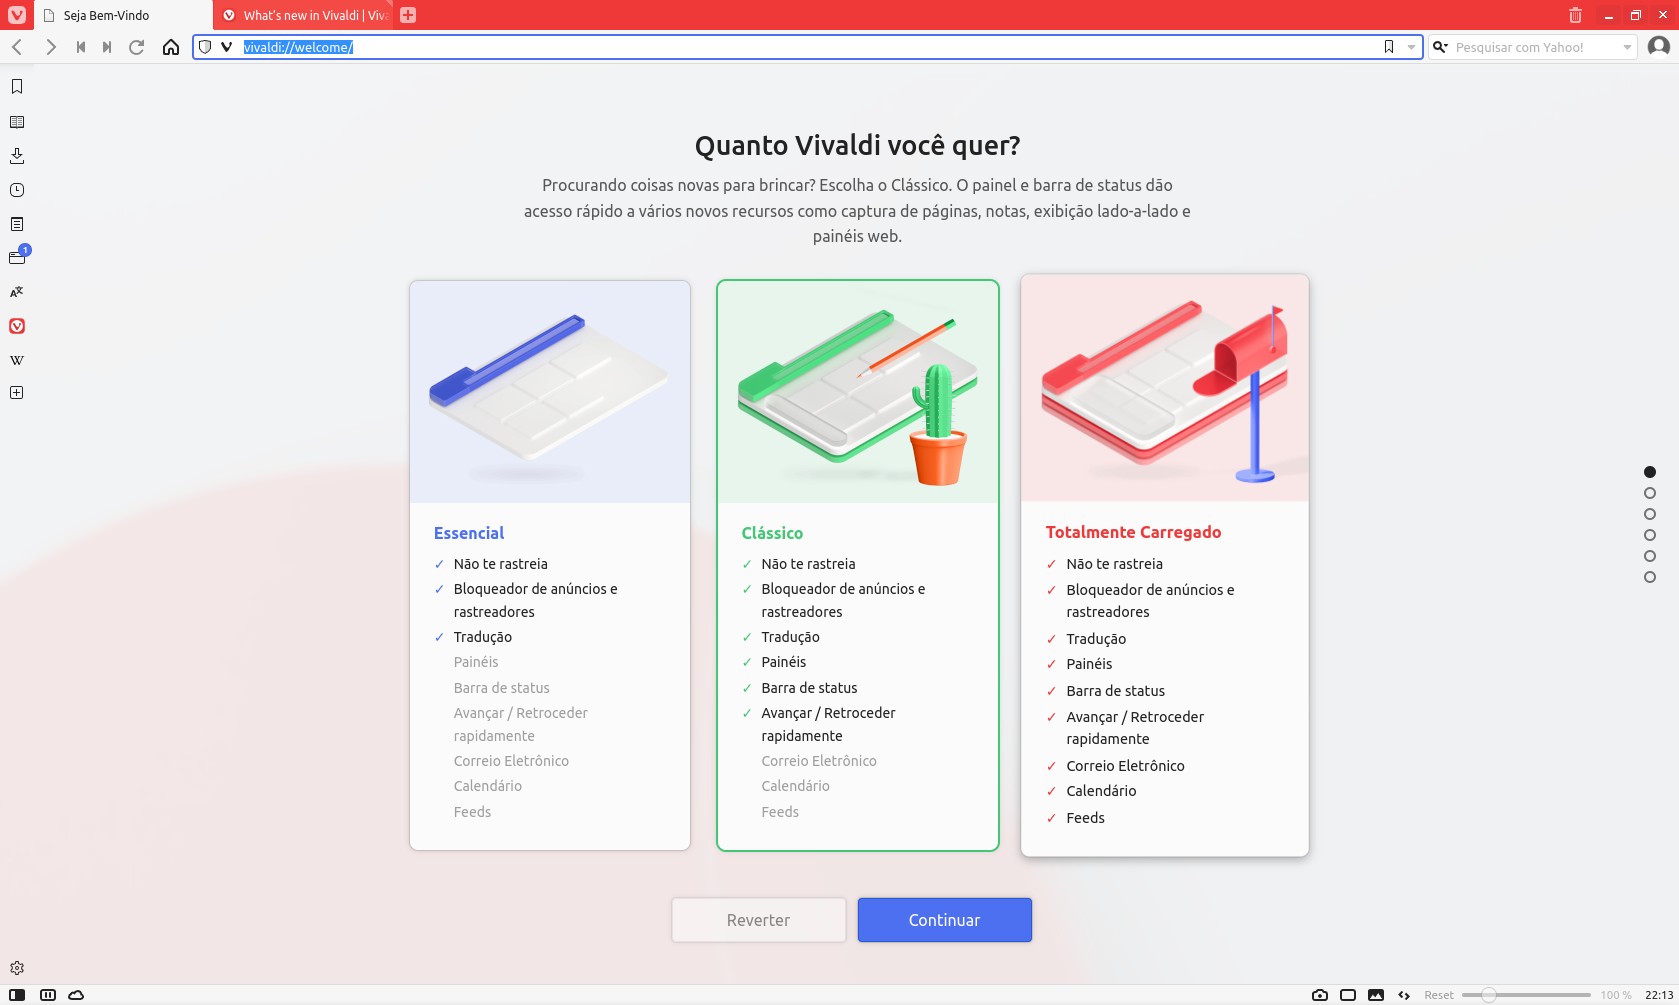 Seja Bem-Vindo
What's new in Vivaldi | Viva
vivaldi://welcome/
Pesquisar com Yahoo!
1
Quanto Vivaldi você quer?
Procurando coisas novas para brincar? Escolha o Clássico. O painel e barra de status dão
acesso rápido a vários novos recursos como captura de páginas, notas, exibição lado-a-lado e
painéis web.
Essencial
✓ Não te rastreia
✓ Bloqueador de anúncios e
rastreadores
✓ Tradução
Painéis
Barra de status
Avançar / Retroceder
rapidamente
Correio Eletrônico
Calendário
Feeds
Clássico
✓ Não te rastreia
✓ Bloqueador de anúncios e
rastreadores
✓ Tradução
✓ Painéis
✓ Barra de status
✓ Avançar / Retroceder
rapidamente
Correio Eletrônico
Calendário
Feeds
Totalmente Carregado
✓ Não te rastreia
✓ Bloqueador de anúncios e
rastreadores
✓ Tradução
✓ Painéis
✓ Barra de status
✓ Avançar / Retroceder
rapidamente
✓ Correio Eletrônico
✓ Calendário
✓ Feeds
Reverter
Continuar
Reset
100 %
22:13